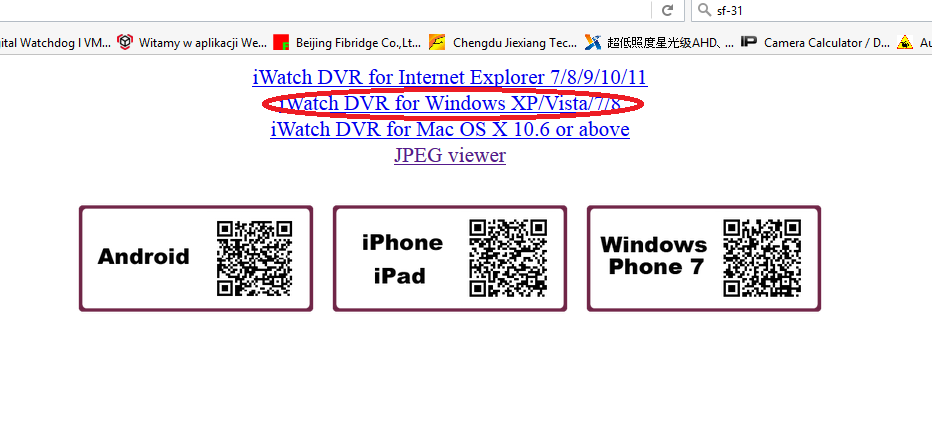 sf-31
ital Watchdog I VM... Witamy w aplikacji We... Beijing Fibridge Co.,Lt... Chengdu Jiexiang Tec... 超低照度星光级AHD、... Camera Calculator / D... Aud
iWatch DVR for Internet Explorer 7/8/9/10/11
iWatch DVR for Windows XP/Vista/7/8
iWatch DVR for Mac OS X 10.6 or above
JPEG viewer
Android
iPhone
iPad
Windows
Phone 7